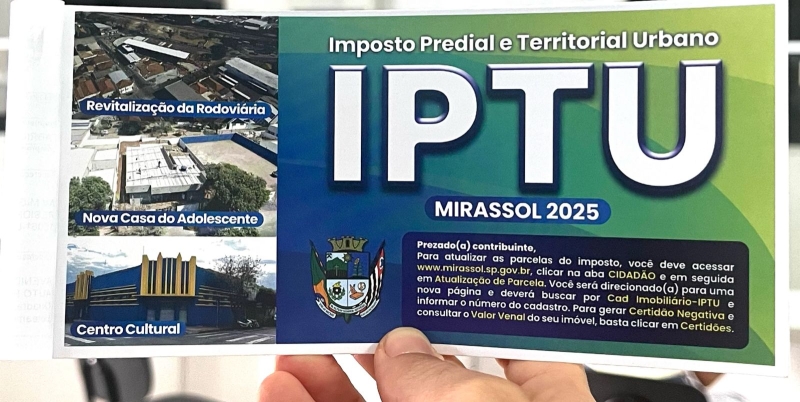 Imposto Predial e Territorial Urbano
IPTU
MIRASSOL 2025
Revitalização da Rodoviária
Nova Casa do Adolescente
Centro Cultural
Prezado(a) contribuinte,
Para atualizar as parcelas do imposto, você deve acessar
www.mirassol.sp.gov.br, clicar na aba CIDADÃO e em seguida
em Atualização de Parcela. Você será direcionado(a) para uma
nova página e deverá buscar por Cad Imobiliário-IPTU e
informar o número do cadastro. Para gerar Certidão Negativa e
consultar o Valor Venal do seu imóvel, basta clicar em Certidões.